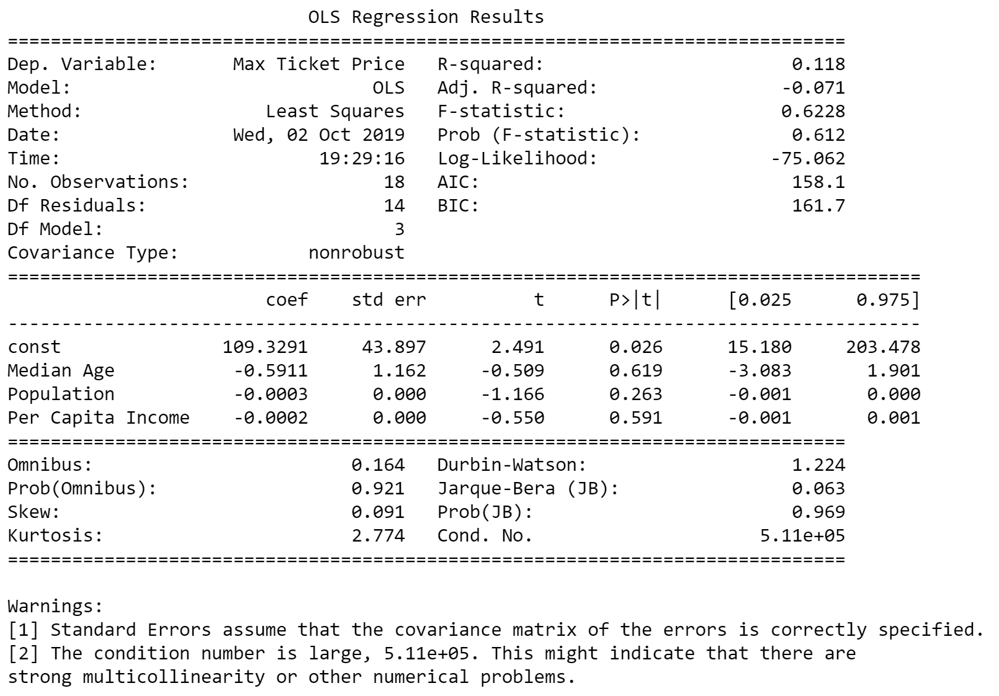 OLS Regression Results
==============================================================================
Dep. Variable:       Max Ticket Price   R-squared:                       0.118
Model:                            OLS   Adj. R-squared:                 -0.071
Method:                 Least Squares   F-statistic:                    0.6228
Date:                Wed, 02 Oct 2019   Prob (F-statistic):              0.612
Time:                        19:29:16   Log-Likelihood:                -75.062
No. Observations:                  18   AIC:                             158.1
Df Residuals:                      14   BIC:                             161.7
Df Model:                           3
Covariance Type:            nonrobust
=====================================================================================
                        coef    std err          t      P>|t|      [0.025      0.975]
-------------------------------------------------------------------------------------
const               109.3291     43.897      2.491      0.026      15.180     203.478
Median Age           -0.5911      1.162     -0.509      0.619      -3.083       1.901
Population           -0.0003      0.000     -1.166      0.263      -0.001       0.000
Per Capita Income    -0.0002      0.000     -0.550      0.591      -0.001       0.001
==============================================================================
Omnibus:                        0.164   Durbin-Watson:                   1.224
Prob(Omnibus):                  0.921   Jarque-Bera (JB):                0.063
Skew:                           0.091   Prob(JB):                        0.969
Kurtosis:                       2.774   Cond. No.                     5.11e+05
==============================================================================
Warnings:
[1] Standard Errors assume that the covariance matrix of the errors is correctly specified.
[2] The condition number is large, 5.11e+05. This might indicate that there are
strong multicollinearity or other numerical problems.